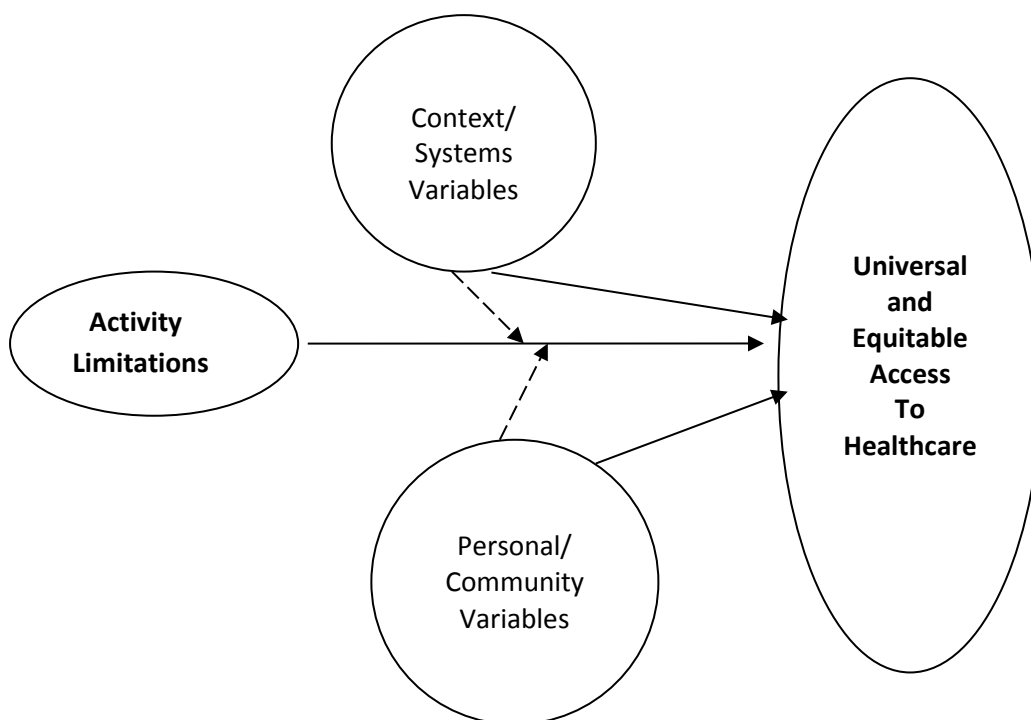 Context/
Systems
Variables
Activity
Limitations
Universal
and
Equitable
Access
To
Healthcare
Personal/
Community
Variables